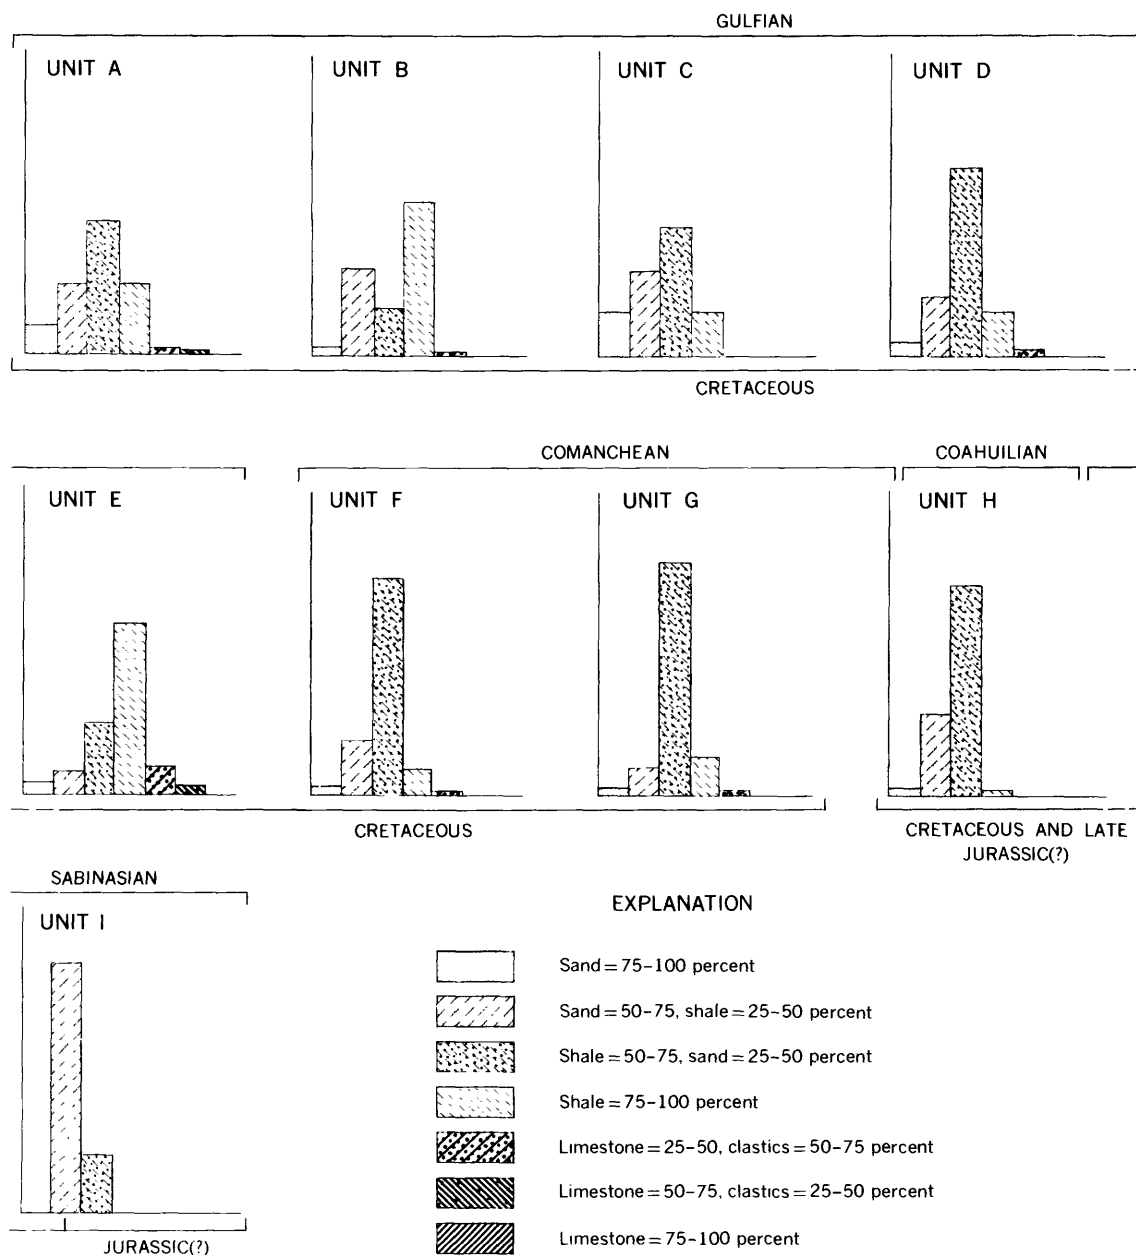 GULFIAN
UNIT A
UNIT B
UNIT C
UNIT D
CRETACEOUS
COMANCHEAN
COAHUILIAN
UNIT E
UNIT F
UNIT G
UNIT H
CRETACEOUS
CRETACEOUS AND LATE
JURASSIC(?)
SABINASIAN
UNIT I
JURASSIC(?)
EXPLANATION
Sand=75-100 percent
Sand=50-75, shale=25-50 percent
Shale=50-75, sand=25-50 percent
Shale=75-100 percent
Limestone=25-50, clastics=50-75 percent
Limestone=50-75, clastics=25-50 percent
Limestone=75-100 percent